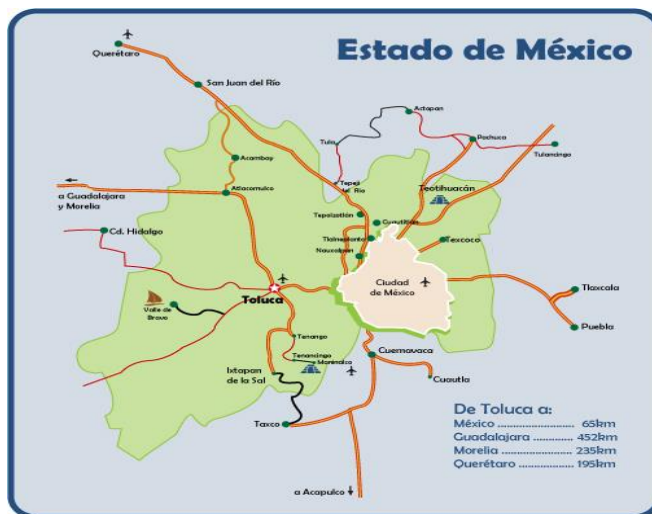 Estado de México
Querétaro
San Juan del Río
Actopan
Tula
Pachuca
Tulancingo
Acambay
Tepeji
del Río
Teotihuacán
Atlacomulco
a Guadalajara
y Morelia
Tepotzotlán
Cuautitlán
Cd. Hidalgo
Tlalnepantla
Texcoco
Naucalpan
Ciudad
de México
Toluca
Tlaxcala
Valle de
Bravo
Puebla
Tenango
Tenancingo
Malinalco
Cuernavaca
Ixtapan
de la Sal
Cuautla
Taxco
De Toluca a:
México .................... 65km
Guadalajara ............. 452km
Morelia .................... 235km
Querétaro .................. 195km
a Acapulco